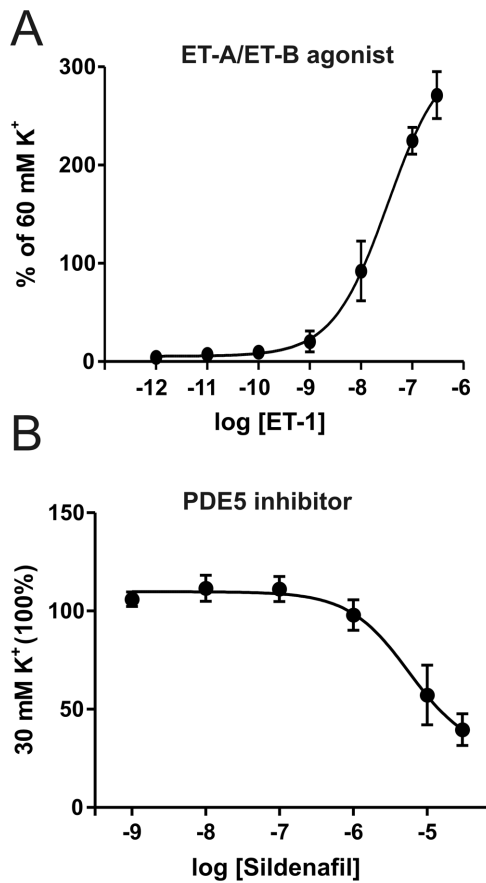 A
ET-A/ET-B agonist
% of 60 mM K⁺
300
200
100
0
-12 -11 -10 -9 -8 -7 -6
log [ET-1]
B
PDE5 inhibitor
30 mM K⁺ (100%)
150
100
50
0
-9 -8 -7 -6 -5
log [Sildenafil]